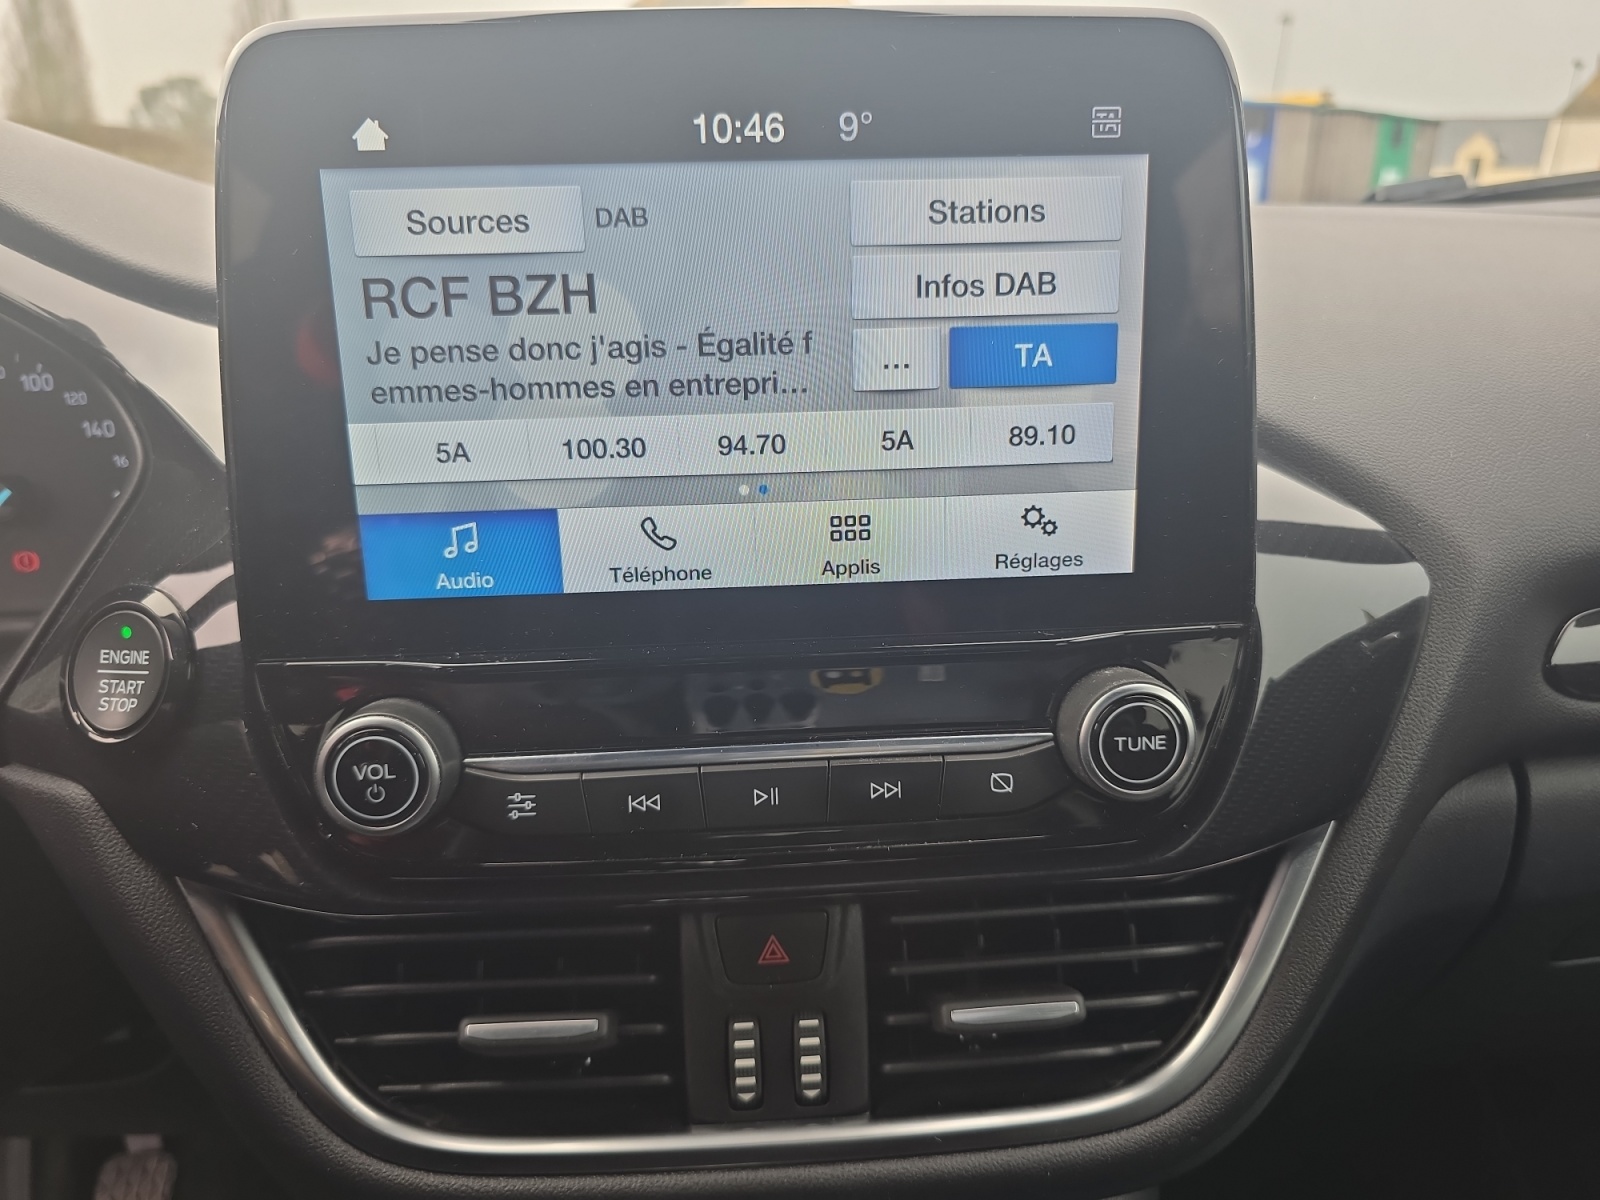 10:46 9°
Sources DAB
Stations
RCF BZH
Infos DAB
Je pense donc j'agis - Égalité f
emmes-hommes en entrepri...
... TA
5A 100.30 94.70 5A 89.10
Audio Téléphone Applis Réglages
100
120
140
16
ENGINE
START
STOP
VOL
TUNE